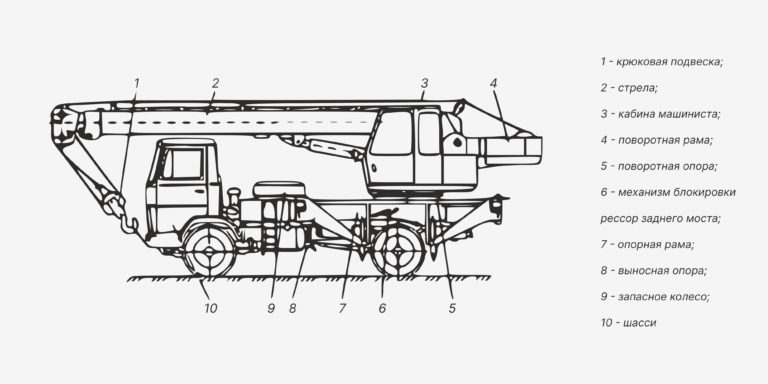 1 2 3 4
10 9 8 7 6 5
1 - крюковая подвеска;
2 - стрела;
3 - кабина машиниста;
4 - поворотная рама;
5 - поворотная опора;
6 - механизм блокировки
рессор заднего моста;
7 - опорная рама;
8 - выносная опора;
9 - запасное колесо;
10 - шасси